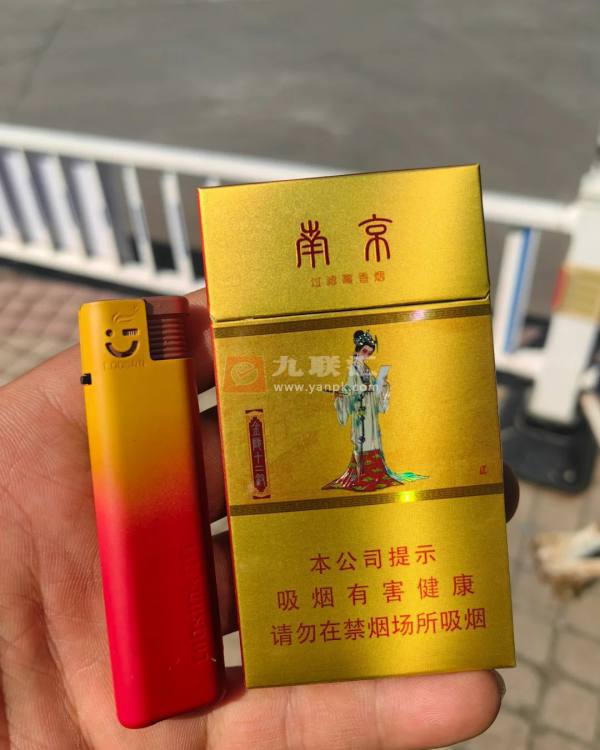 南京
过滤嘴香烟
九联汇
www.yanpk.com
金陵十二钗
本公司提示
吸烟有害健康
请勿在禁烟场所吸烟